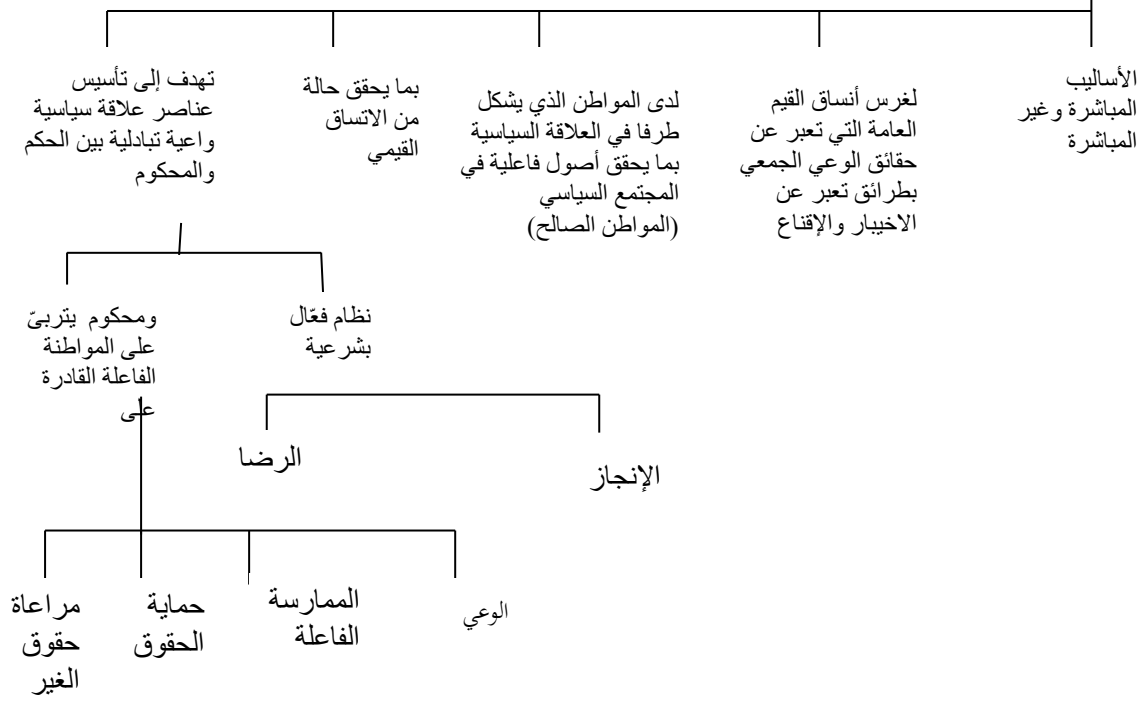 الأساليب
المباشرة وغير
المباشرة
لغرس أنساق القيم
العامة التي تعبر عن
حقائق الوعي الجمعي
بطرائق تعبر عن
الاخيبار والإقناع
لدى المواطن الذي يشكل
طرفا في العلاقة السياسية
بما يحقق أصول فاعلية في
المجتمع السياسي
(المواطن الصالح)
بما يحقق حالة
من الاتساق
القيمي
تهدف إلى تأسيس
عناصر علاقة سياسية
واعية تبادلية بين الحكم
والمحكوم
نظام فعّال
بشرعية
ومحكوم يتربىّ
على المواطنة
الفاعلة القادرة
على
الإنجاز
الرضا
الوعي
الممارسة
الفاعلة
حماية
الحقوق
مراعاة
حقوق
الغير